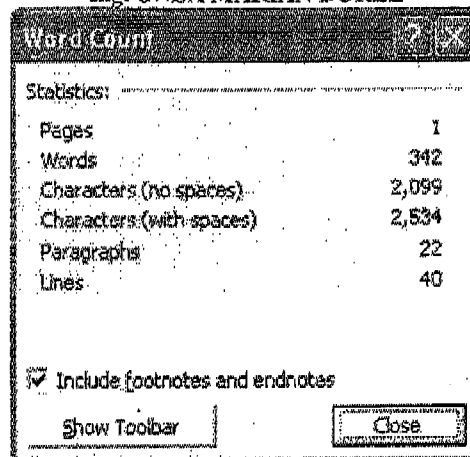 Word Count
Statistics:
Pages 1
Words 342
Characters (no spaces) 2,099
Characters (with spaces) 2,534
Paragraphs 22
Lines 40
Include footnotes and endnotes
Show Toolbar Close